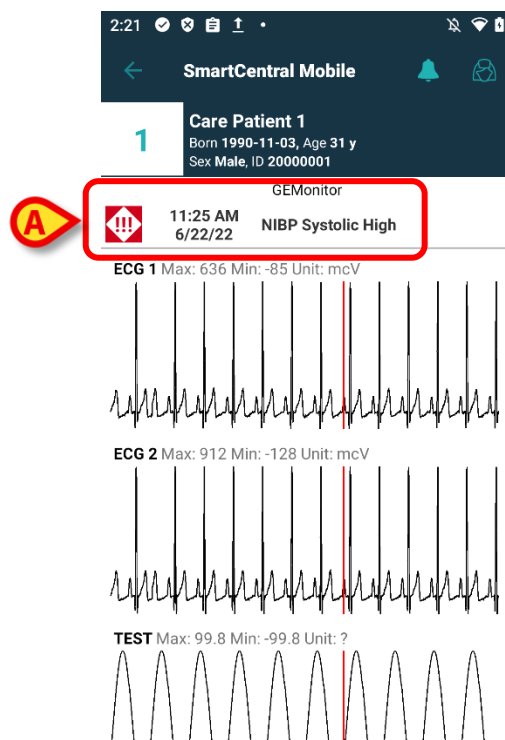 2:21
SmartCentral Mobile
1
Care Patient 1
Born 1990-11-03, Age 31 y
Sex Male, ID 20000001
GEMonitor
A
!!!
11:25 AM
6/22/22
NIBP Systolic High
ECG 1 Max: 636 Min: -85 Unit: mcV
ECG 2 Max: 912 Min: -128 Unit: mcV
TEST Max: 99.8 Min: -99.8 Unit: ?